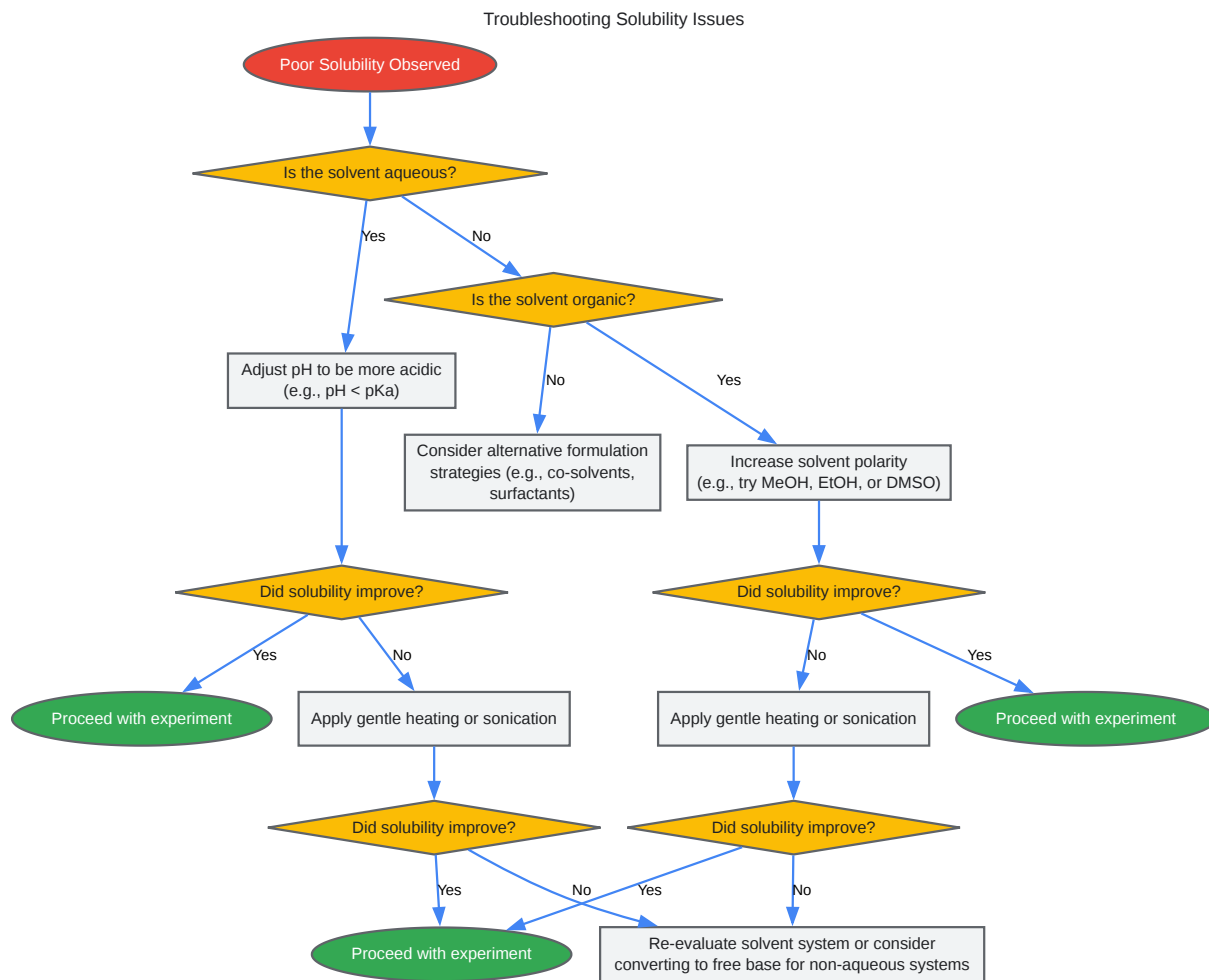 Troubleshooting Solubility Issues
Poor Solubility Observed
Is the solvent aqueous?
Yes
No
Is the solvent organic?
Adjust pH to be more acidic
(e.g., pH < pKa)
No
Yes
Consider alternative formulation
strategies (e.g., co-solvents,
surfactants)
Increase solvent polarity
(e.g., try MeOH, EtOH, or DMSO)
Did solubility improve?
Did solubility improve?
Yes
No
No
Yes
Proceed with experiment
Apply gentle heating or sonication
Apply gentle heating or sonication
Proceed with experiment
Did solubility improve?
Did solubility improve?
Yes
No
Yes
No
Proceed with experiment
Re-evaluate solvent system or consider
converting to free base for non-aqueous systems